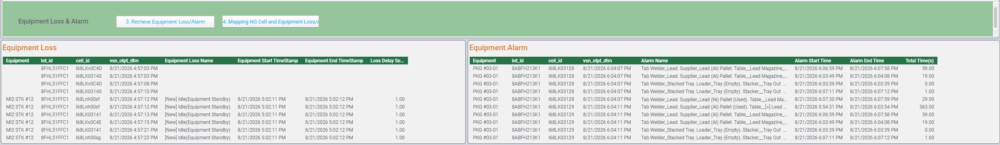 Equipment Loss & Alarm
3. Retrieve Equipment Loss/Alarm
4. Mapping NG Cell and Equipment Loss/A
Equipment Loss
Equipment lot_id cell_id vsn_otpt_dtm Equipment Loss Name Equipment Start TimeStamp Equipment End TimeStamp Loss Delay Se...
8FHL51FFC1 I68LKv0C4D 8/21/2026 4:57:03 PM
8FHL51FFC1 I68LK03140 8/21/2026 4:57:03 PM
8FHL51FFC1 I68LKv0C4D 8/21/2026 4:57:08 PM
8FHL51FFC1 I68LK03140 8/21/2026 4:57:10 PM
MI2 STK #12 8FHL51FFC1 I68Lnh00sf 8/21/2026 4:57:12 PM [New] Idle(Equipment Standby) 8/21/2026 5:02:11 PM 8/21/2026 5:02:12 PM 1.00
MI2 STK #12 8FHL51FFC1 I68Lnh00sf 8/21/2026 4:57:12 PM [New] Idle(Equipment Standby) 8/21/2026 5:02:11 PM 8/21/2026 5:02:12 PM 1.00
MI2 STK #12 8FHL51FFC1 I68LK03141 8/21/2026 4:57:13 PM [New] Idle(Equipment Standby) 8/21/2026 5:02:11 PM 8/21/2026 5:02:12 PM 1.00
MI2 STK #12 8FHL51FFC1 I68LKv0C4E 8/21/2026 4:57:15 PM [New] Idle(Equipment Standby) 8/21/2026 5:02:11 PM 8/21/2026 5:02:12 PM 1.00
MI2 STK #12 8FHL51FFC1 I68LK03141 8/21/2026 4:57:21 PM [New] Idle(Equipment Standby) 8/21/2026 5:02:11 PM 8/21/2026 5:02:12 PM 1.00
MI2 STK #12 8FHL51FFC1 I68Lnh00sg 8/21/2026 4:57:23 PM [New] Idle(Equipment Standby) 8/21/2026 5:02:11 PM 8/21/2026 5:02:12 PM 1.00
Equipment Alarm
Equipment lot_id cell_id vsn_otpt_dtm Alarm Name Alarm Start Time Alarm End Time Total Time(s)
PKG #03-01 8ABFH213K1 I68LK03128 8/21/2026 6:04:07 PM Tab Welder_Lead. Supplier_Lead (Al) Pallet. Table__Lead Magazine_... 8/21/2026 6:06:59 PM 8/21/2026 6:07:58 PM 59.00
PKG #03-01 8ABFH213K1 I68LK03128 8/21/2026 6:04:07 PM Tab Welder_Lead. Supplier_Lead (Al) Pallet. Table__Lead Magazine_... 8/21/2026 6:03:49 PM 8/21/2026 6:04:08 PM 19.00
PKG #03-01 8ABFH213K1 I68LK03128 8/21/2026 6:04:07 PM Tab Welder_Stacked Tray. Loader_Tray (Empty). Stacker__Tray Out ... 8/21/2026 6:03:39 PM 8/21/2026 6:03:39 PM 0.00
PKG #03-01 8ABFH213K1 I68LK03128 8/21/2026 6:04:07 PM Tab Welder_Stacked Tray. Loader_Tray (Empty). Stacker__Tray Out ... 8/21/2026 6:07:11 PM 8/21/2026 6:07:12 PM 1.00
PKG #03-01 8ABFH213K1 I68LK03128 8/21/2026 6:04:07 PM Tab Welder_Lead. Supplier_Lead (Ni) Pallet (Used). Table__Lead Ma... 8/21/2026 6:07:30 PM 8/21/2026 6:07:59 PM 29.00
PKG #03-01 8ABFH213K1 I68LK03129 8/21/2026 6:04:11 PM Tab Welder_Lead. Supplier_Lead (Al) Pallet (Used). Table__[+] Lead ... 8/21/2026 5:54:31 PM 8/21/2026 6:03:54 PM 563.00
PKG #03-01 8ABFH213K1 I68LK03129 8/21/2026 6:04:11 PM Tab Welder_Lead. Supplier_Lead (Al) Pallet. Table__Lead Magazine_... 8/21/2026 6:06:59 PM 8/21/2026 6:07:58 PM 59.00
PKG #03-01 8ABFH213K1 I68LK03129 8/21/2026 6:04:11 PM Tab Welder_Lead. Supplier_Lead (Al) Pallet. Table__Lead Magazine_... 8/21/2026 6:03:49 PM 8/21/2026 6:04:08 PM 19.00
PKG #03-01 8ABFH213K1 I68LK03129 8/21/2026 6:04:11 PM Tab Welder_Stacked Tray. Loader_Tray (Empty). Stacker__Tray Out ... 8/21/2026 6:03:39 PM 8/21/2026 6:03:39 PM 0.00
PKG #03-01 8ABFH213K1 I68LK03129 8/21/2026 6:04:11 PM Tab Welder_Stacked Tray. Loader_Tray (Empty). Stacker__Tray Out ... 8/21/2026 6:07:11 PM 8/21/2026 6:07:12 PM 1.00